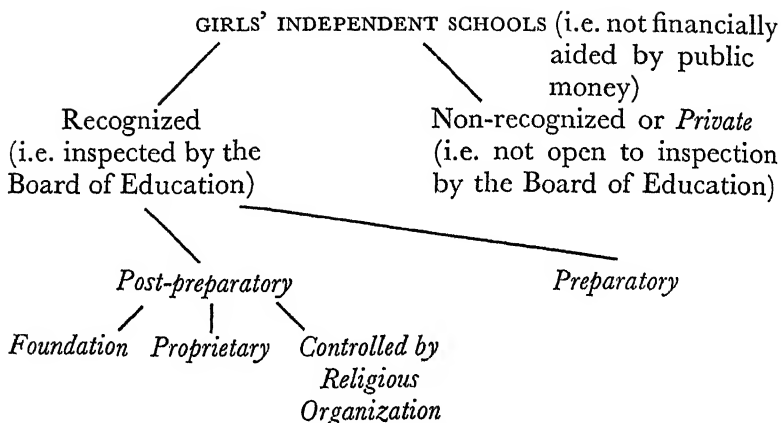 GIRLS' INDEPENDENT SCHOOLS (i.e. not financially
aided by public
money)
Recognized
(i.e. inspected by the
Board of Education)
Non-recognized or Private
(i.e. not open to inspection
by the Board of Education)
Post-preparatory
Preparatory
Foundation
Proprietary
Controlled by
Religious
Organization